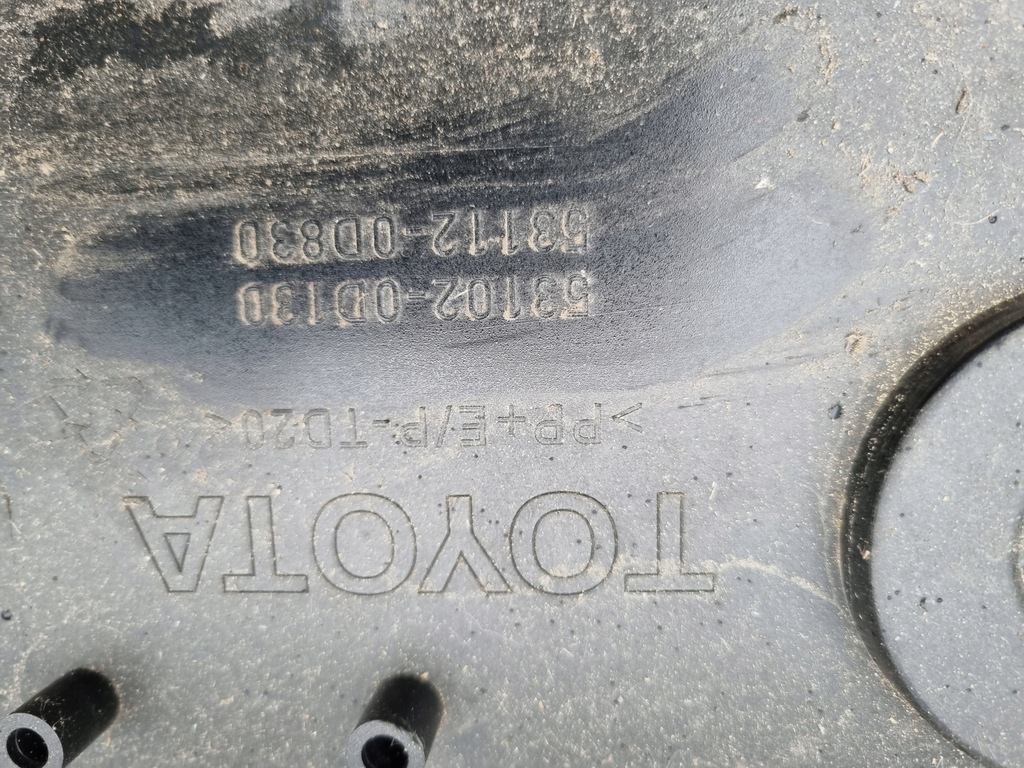 TOYOTA
>PP+E/P-TD20<
53102-0D130
53112-0D830